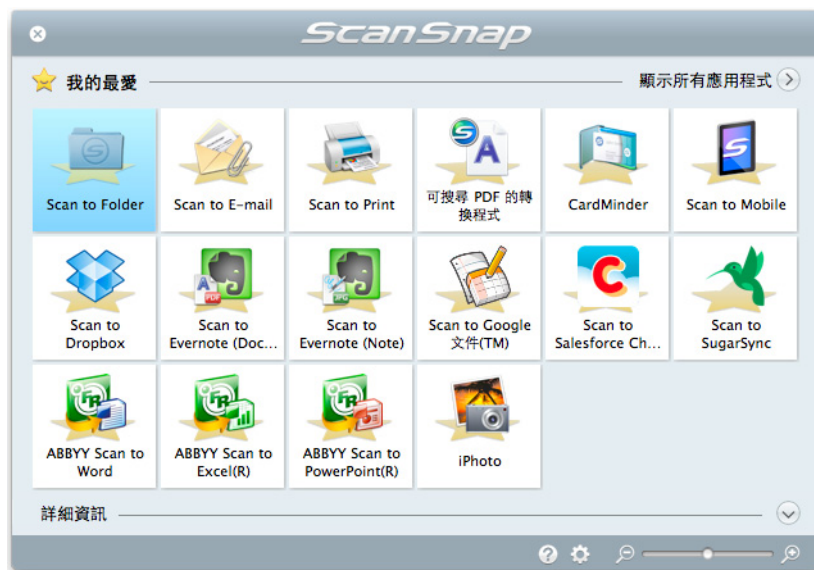 ScanSnap
我的最愛
顯示所有應用程式
Scan to Folder
Scan to E-mail
Scan to Print
可搜尋 PDF 的轉
換程式
CardMinder
Scan to Mobile
Scan to
Dropbox
Scan to
Evernote (Doc...
Scan to
Evernote (Note)
Scan to Google
文件(TM)
Scan to
Salesforce Ch...
Scan to
SugarSync
ABBYY Scan to
Word
ABBYY Scan to
Excel(R)
ABBYY Scan to
PowerPoint(R)
iPhoto
詳細資訊